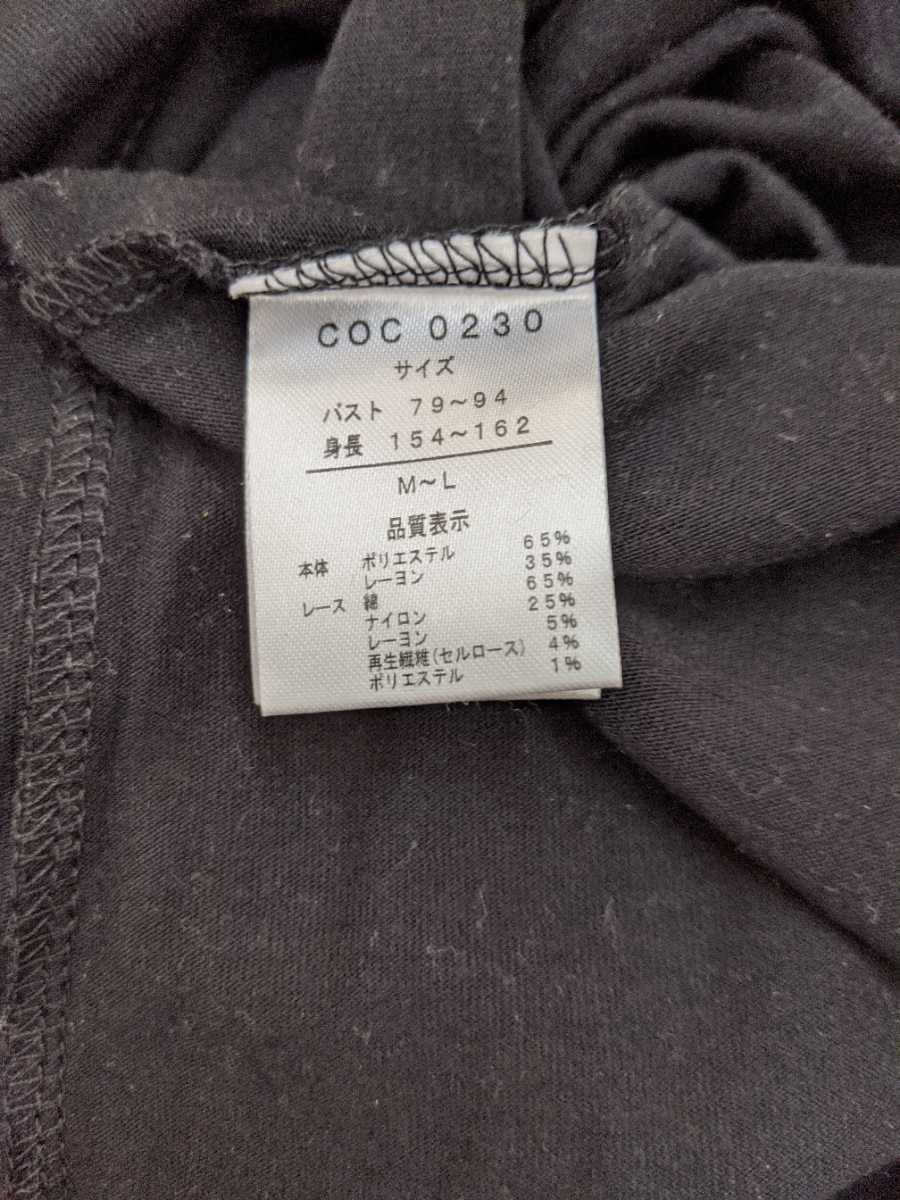 COC 0230
サイズ
バスト 79〜94
身長 154〜162
M〜L
品質表示
本体 ポリエステル 65%
レーヨン 35%
レース 綿 65%
ナイロン 25%
レーヨン 5%
再生繊維(セルロース) 4%
ポリエステル 1%